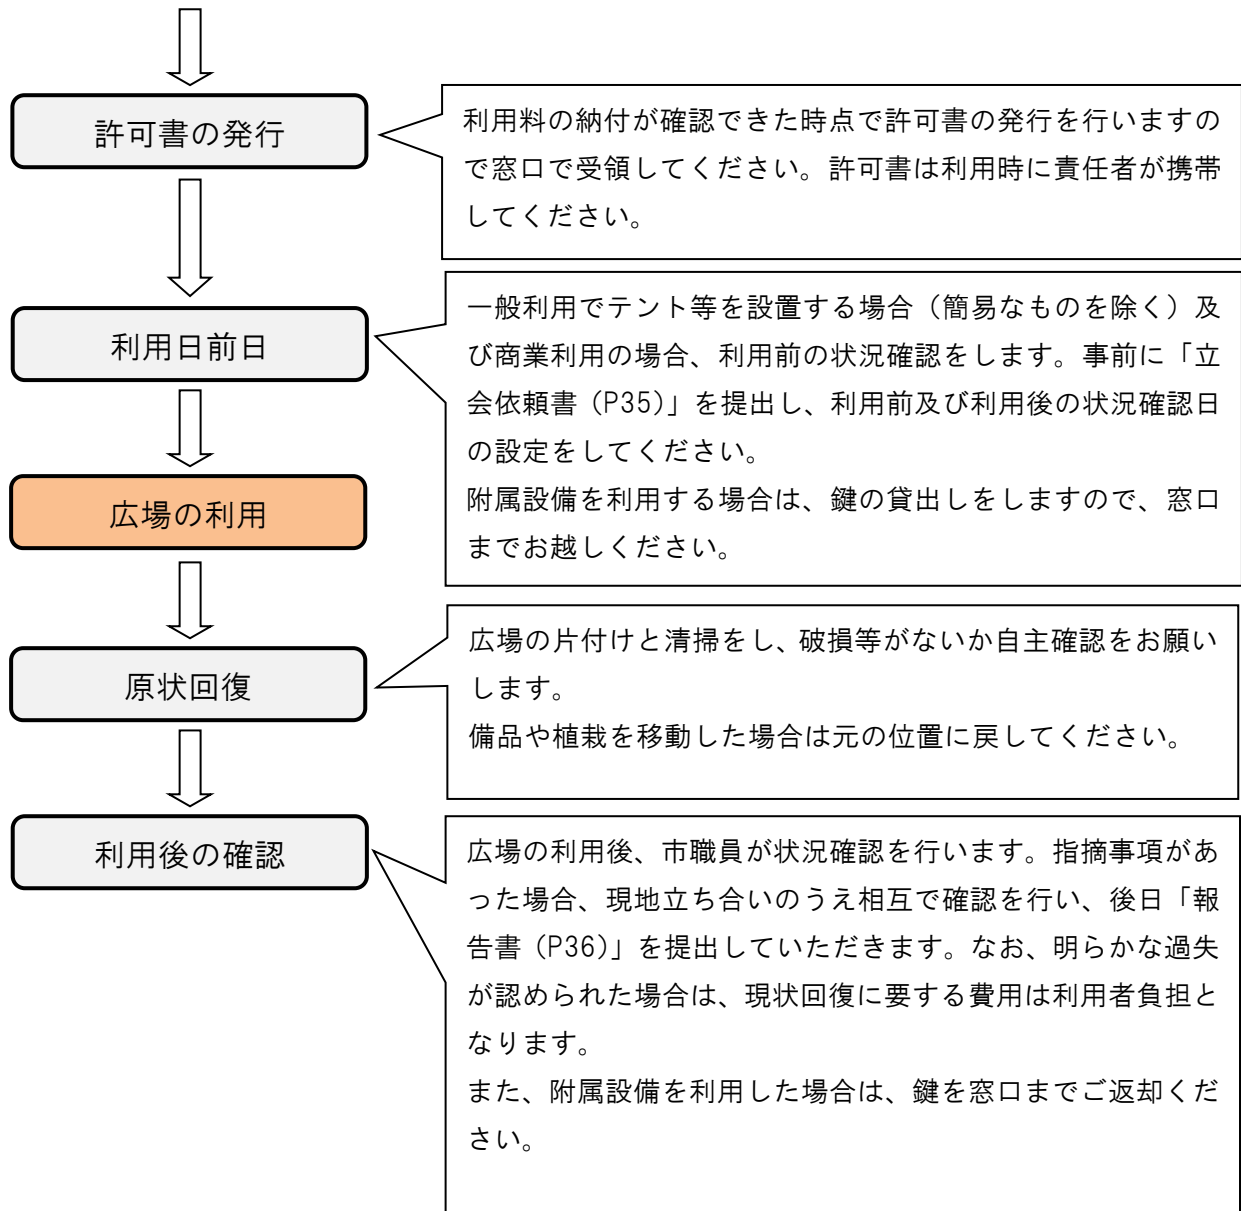 許可書の発行
利用料の納付が確認できた時点で許可書の発行を行いますの
で窓口で受領してください。許可書は利用時に責任者が携帯
してください。
利用日前日
一般利用でテント等を設置する場合（簡易なものを除く）及
び商業利用の場合、利用前の状況確認をします。事前に「立
会依頼書（P35）」を提出し、利用前及び利用後の状況確認日
の設定をしてください。
附属設備を利用する場合は、鍵の貸出しをしますので、窓口
までお越しください。
広場の利用
原状回復
広場の片付けと清掃をし、破損等がないか自主確認をお願い
します。
備品や植栽を移動した場合は元の位置に戻してください。
利用後の確認
広場の利用後、市職員が状況確認を行います。指摘事項があ
った場合、現地立ち合いのうえ相互で確認を行い、後日「報
告書（P36）」を提出していただきます。なお、明らかな過失
が認められた場合は、現状回復に要する費用は利用者負担と
なります。
また、附属設備を利用した場合は、鍵を窓口までご返却くだ
さい。